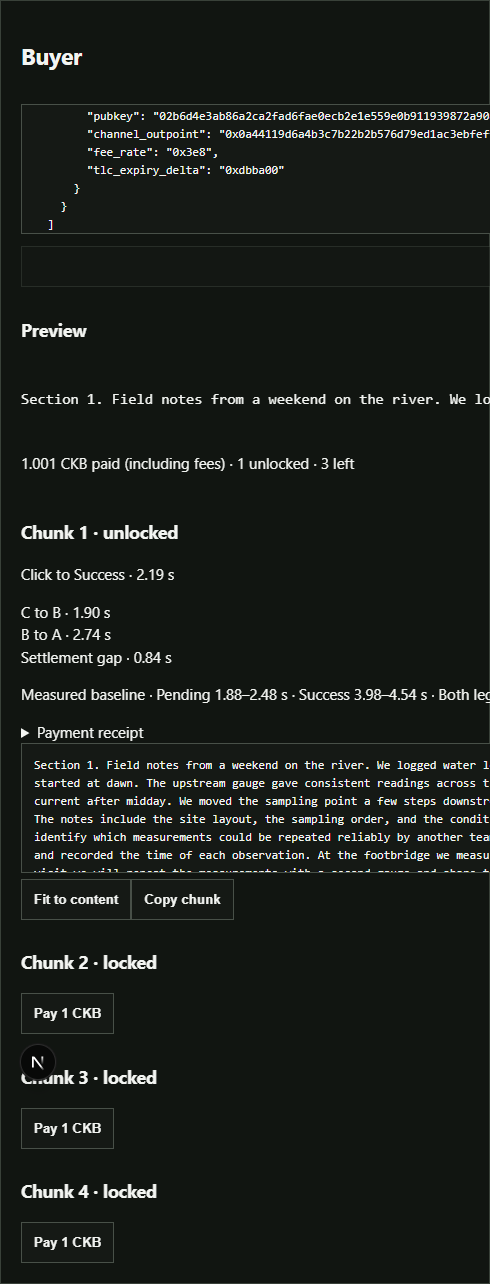 Buyer
"pubkey": "02b6d4e3ab86a2ca2fad6fae0ecb2e1e559e0b911939872a90
"channel_outpoint": "0x0a44119d6a4b3c7b22b2b576d79ed1ac3ebfef
"fee_rate": "0x3e8",
"tlc_expiry_delta": "0xdbba00"
}
}
]
Preview
Section 1. Field notes from a weekend on the river. We lo
1.001 CKB paid (including fees) · 1 unlocked · 3 left
Chunk 1 · unlocked
Click to Success · 2.19 s
C to B · 1.90 s
B to A · 2.74 s
Settlement gap · 0.84 s
Measured baseline · Pending 1.88–2.48 s · Success 3.98–4.54 s · Both leg
▶ Payment receipt
Section 1. Field notes from a weekend on the river. We logged water l
started at dawn. The upstream gauge gave consistent readings across t
current after midday. We moved the sampling point a few steps downstr
The notes include the site layout, the sampling order, and the condit
identify which measurements could be repeated reliably by another tea
and recorded the time of each observation. At the footbridge we measu
Fit to content
Copy chunk
Chunk 2 · locked
Pay 1 CKB
N
Chunk 3 · locked
Pay 1 CKB
Chunk 4 · locked
Pay 1 CKB